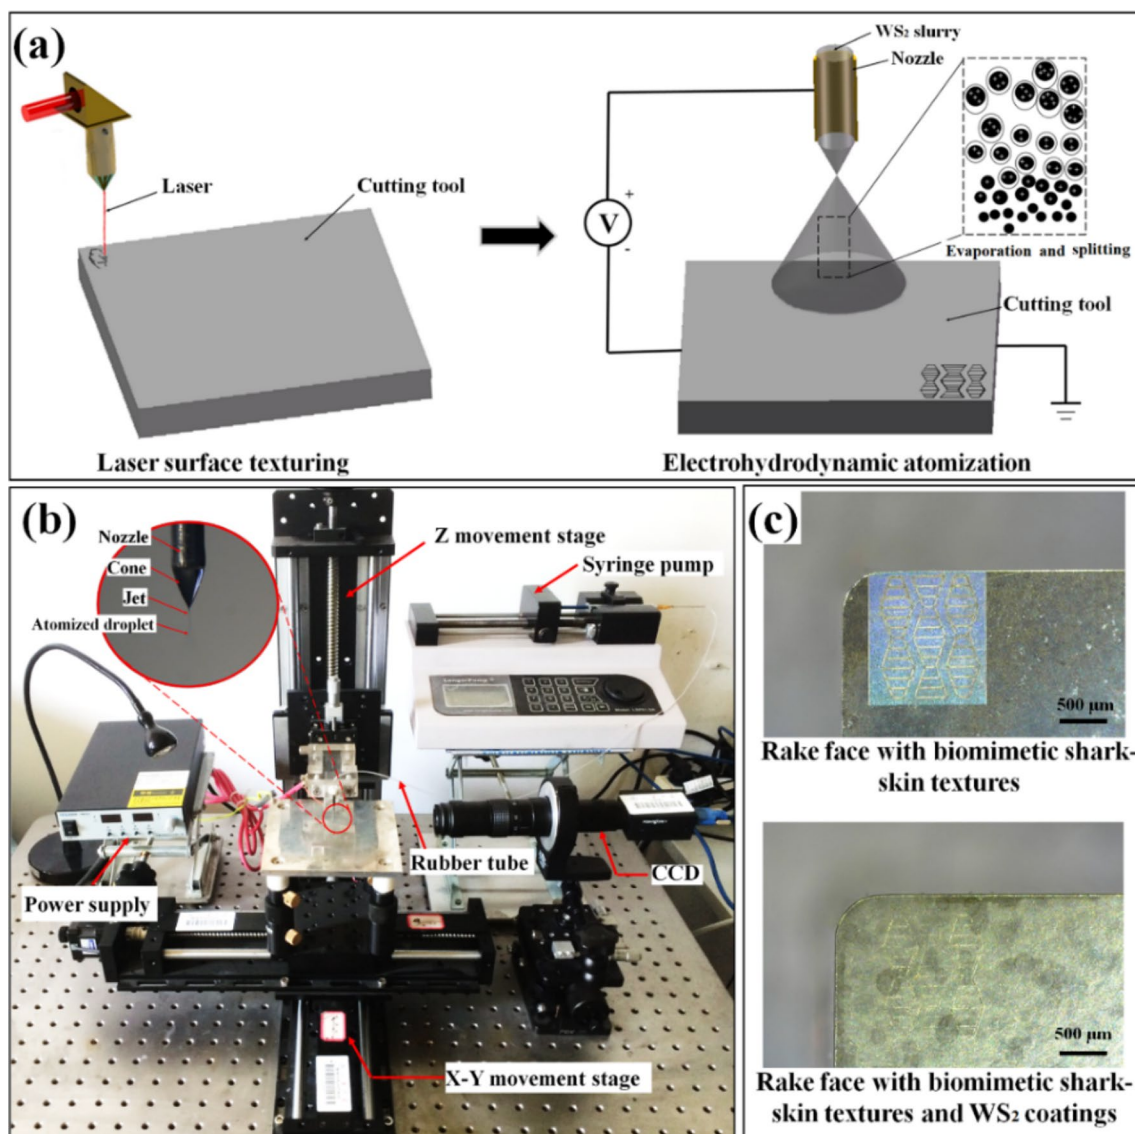 (a)
WS₂ slurry
Nozzle
Laser
Cutting tool
+
V
-
Evaporation and splitting
Cutting tool
Laser surface texturing
Electrohydrodynamic atomization
(b)
Nozzle
Cone
Jet
Atomized droplet
Z movement stage
Syringe pump
Rubber tube
CCD
Power supply
X-Y movement stage
(c)
500 μm
Rake face with biomimetic shark-
skin textures
500 μm
Rake face with biomimetic shark-
skin textures and WS₂ coatings